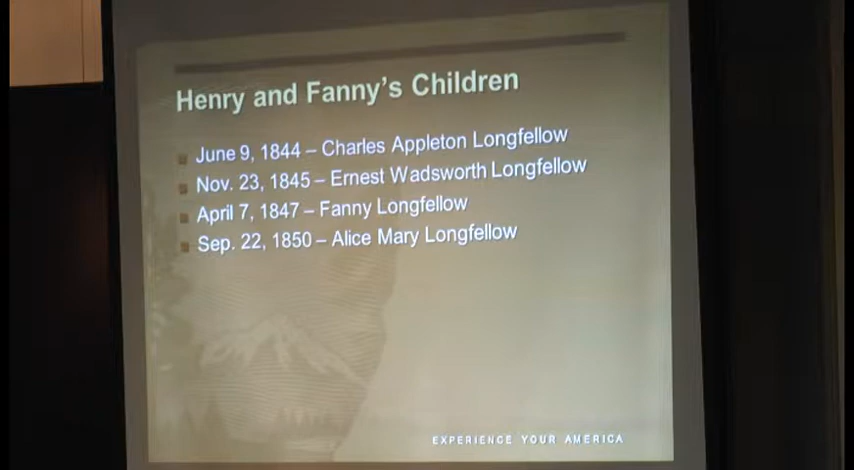 Henry and Fanny's Children
June 9, 1844 – Charles Appleton Longfellow
Nov. 23, 1845 – Ernest Wadsworth Longfellow
April 7, 1847 – Fanny Longfellow
Sep. 22, 1850 – Alice Mary Longfellow
EXPERIENCE YOUR AMERICA